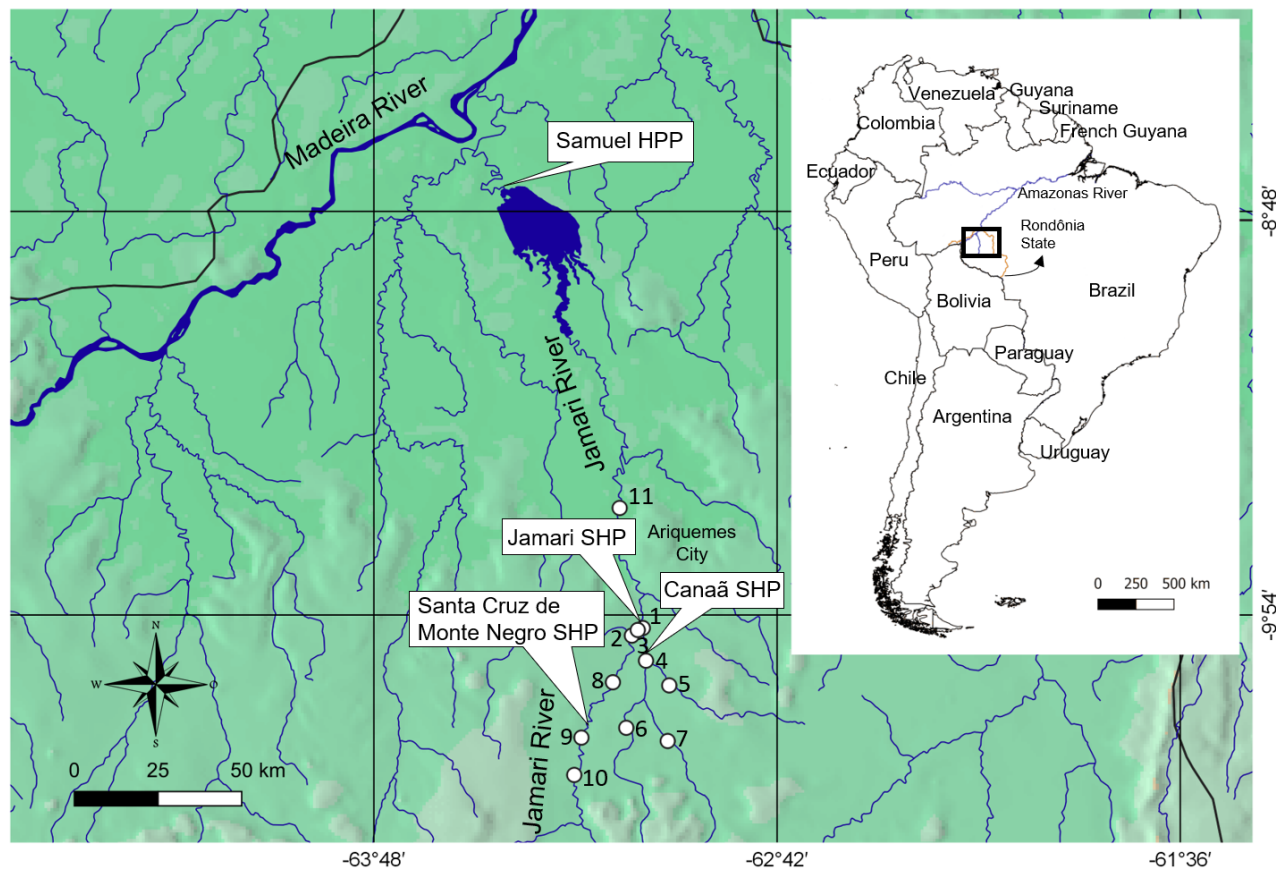 Madeira River
Samuel HPP
Jamari River
11
Jamari SHP
Ariquemes
City
Canaã SHP
Santa Cruz de
Monte Negro SHP
1
2
3
4
5
6
7
8
9
10
Jamari River
N
W
O
S
0 25 50 km
-63°48'
-62°42'
-61°36'
-8°48'
-9°54'
Venezuela
Guyana
Suriname
French Guyana
Colombia
Ecuador
Amazonas River
Rondônia
State
Peru
Brazil
Bolivia
Paraguay
Chile
Argentina
Uruguay
0 250 500 km